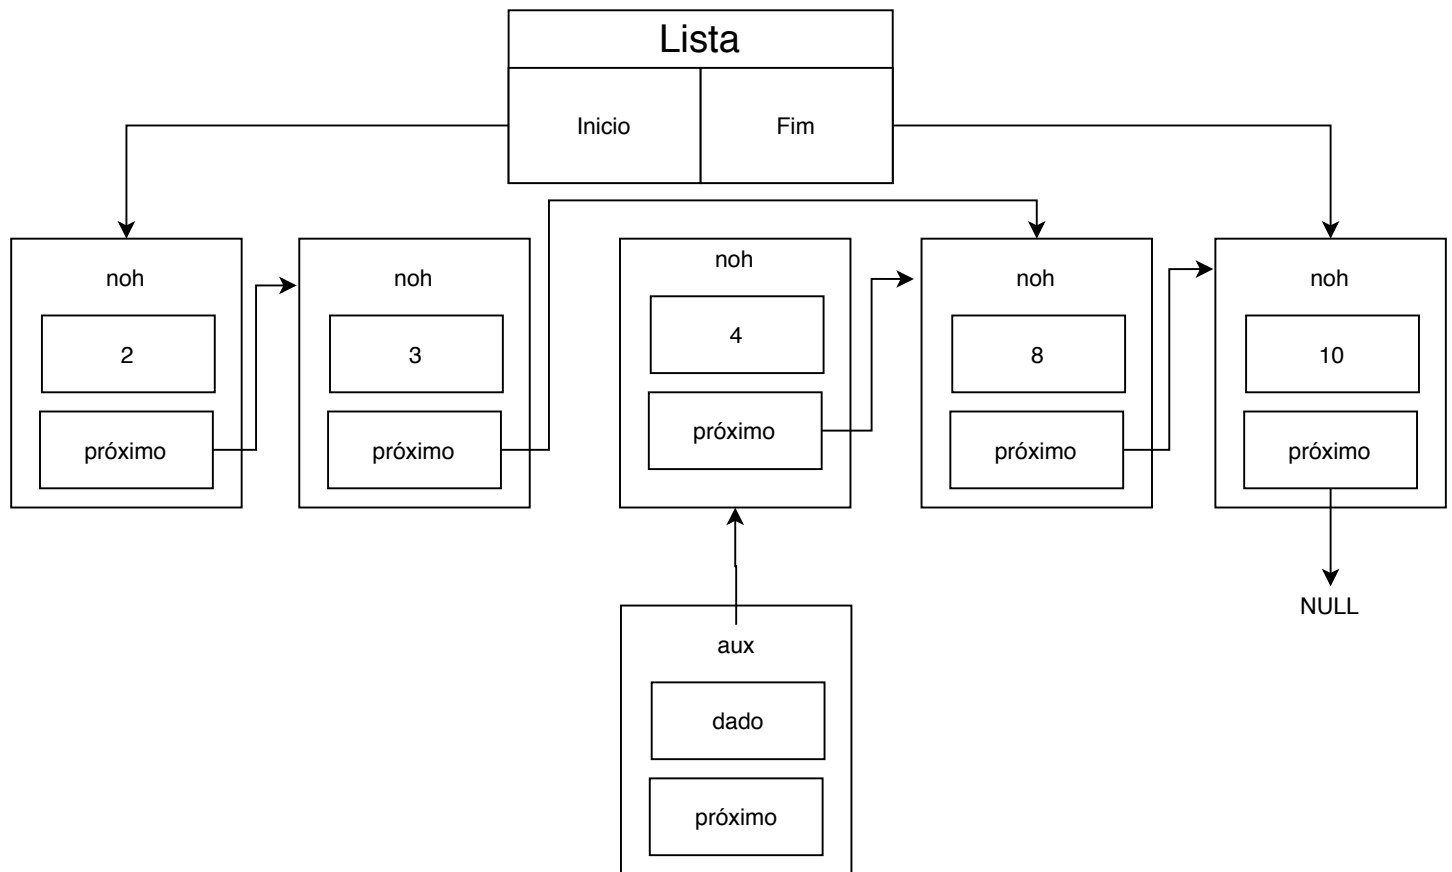 Lista
Inicio
Fim
noh
2
próximo
noh
3
próximo
noh
4
próximo
noh
8
próximo
noh
10
próximo
NULL
aux
dado
próximo